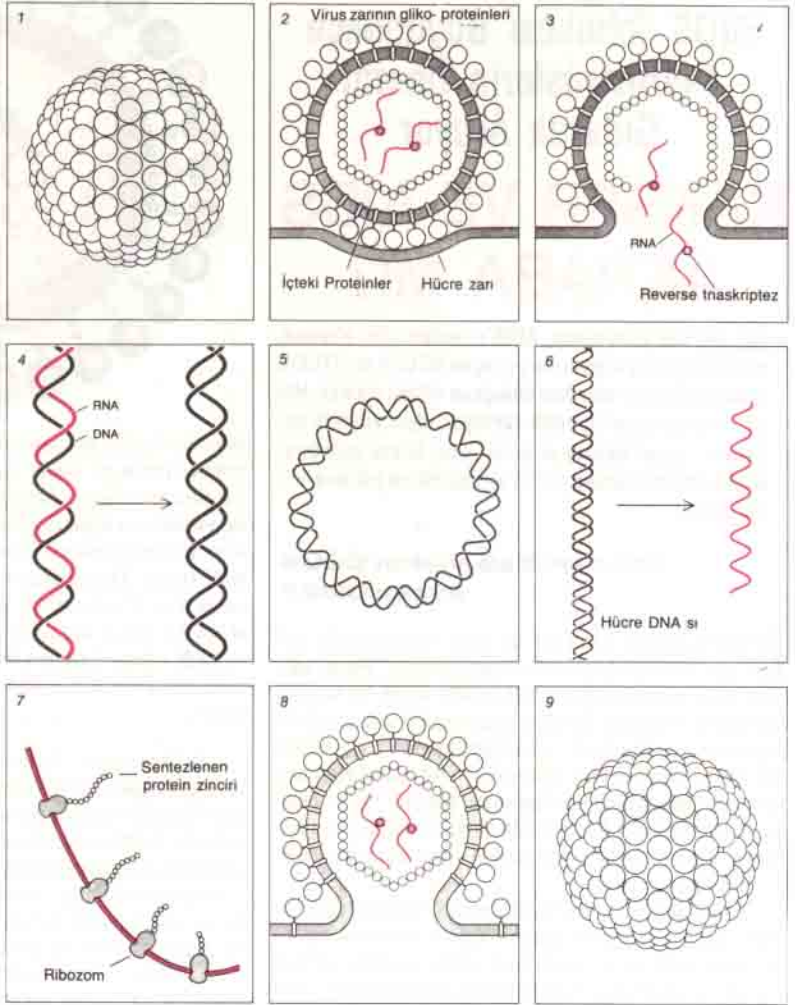 1
2
Virus zarının gliko- proteinleri
İçteki Proteinler
Hücre zarı
3
RNA
Reverse tnaskriptez
4
RNA
DNA
5
6
Hücre DNA sı
7
Sentezlenen
protein zinciri
Ribozom
8
9